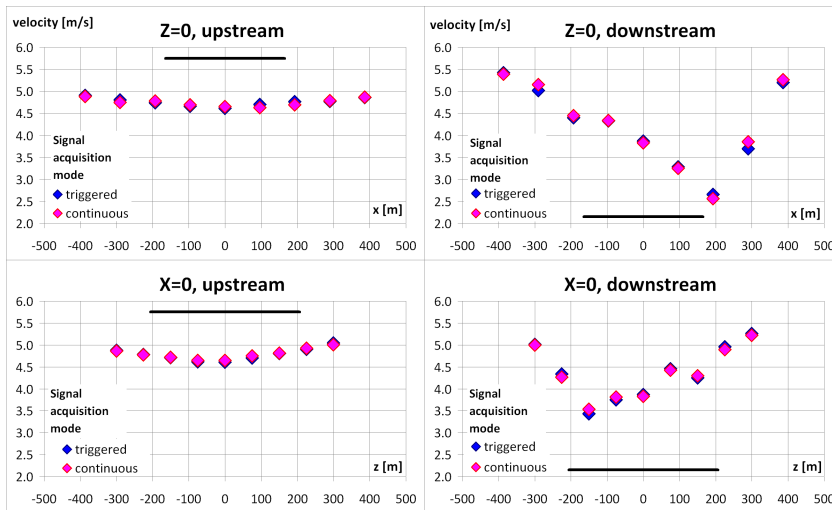 velocity [m/s]
Z=0, upstream
6.0
5.5
5.0
4.5
4.0
3.5
3.0
2.5
2.0
Signal
acquisition
mode
triggered
continuous
x [m]
-500 -400 -300 -200 -100 0 100 200 300 400 500
velocity [m/s]
Z=0, downstream
6.0
5.5
5.0
4.5
4.0
3.5
3.0
2.5
2.0
Signal
acquisition
mode
triggered
continuous
x [m]
-500 -400 -300 -200 -100 0 100 200 300 400 500
X=0, upstream
6.0
5.5
5.0
4.5
4.0
3.5
3.0
2.5
2.0
Signal
acquisition
mode
triggered
continuous
z [m]
-500 -400 -300 -200 -100 0 100 200 300 400 500
X=0, downstream
6.0
5.5
5.0
4.5
4.0
3.5
3.0
2.5
2.0
Signal
acquisition
mode
triggered
continuous
z [m]
-500 -400 -300 -200 -100 0 100 200 300 400 500